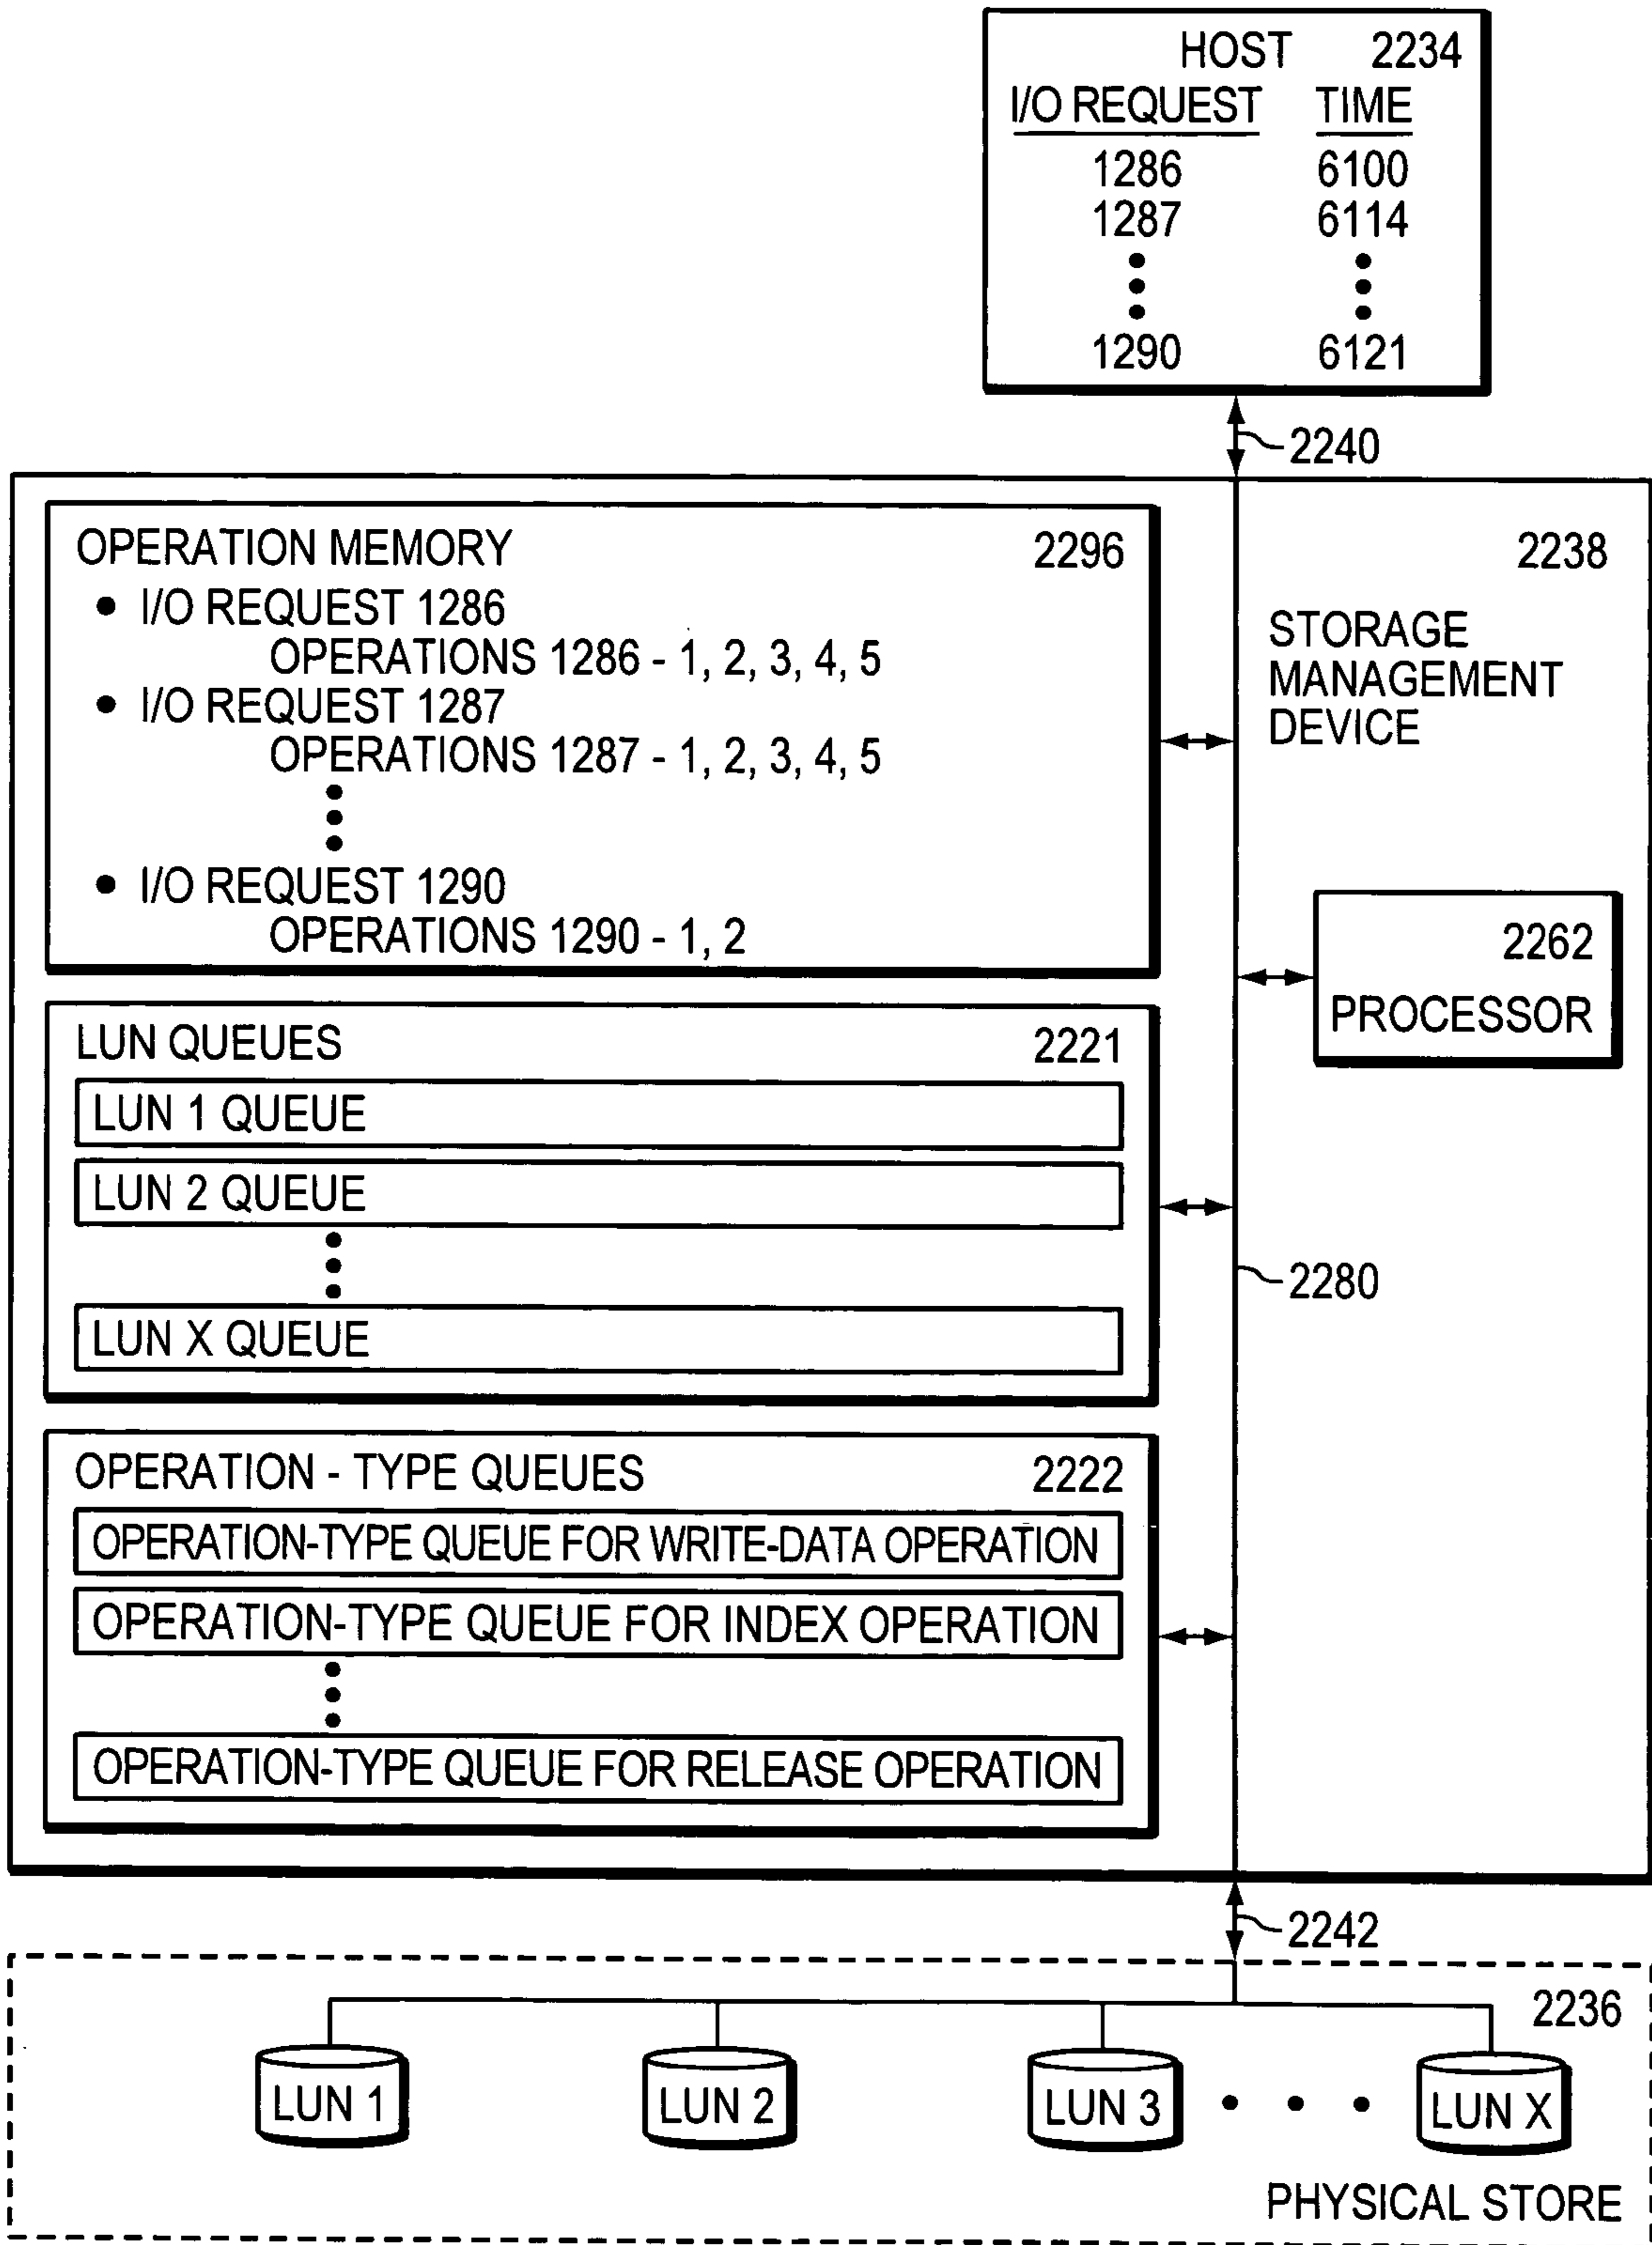 HOST 2234
I/O REQUEST TIME
1286 6100
1287 6114
1290 6121
2240
OPERATION MEMORY 2296
• I/O REQUEST 1286
OPERATIONS 1286 - 1, 2, 3, 4, 5
• I/O REQUEST 1287
OPERATIONS 1287 - 1, 2, 3, 4, 5
• I/O REQUEST 1290
OPERATIONS 1290 - 1, 2
2238
STORAGE
MANAGEMENT
DEVICE
2262
PROCESSOR
LUN QUEUES 2221
LUN 1 QUEUE
LUN 2 QUEUE
LUN X QUEUE
2280
OPERATION - TYPE QUEUES 2222
OPERATION-TYPE QUEUE FOR WRITE-DATA OPERATION
OPERATION-TYPE QUEUE FOR INDEX OPERATION
OPERATION-TYPE QUEUE FOR RELEASE OPERATION
2242
2236
LUN 1 LUN 2 LUN 3 • • • LUN X
PHYSICAL STORE